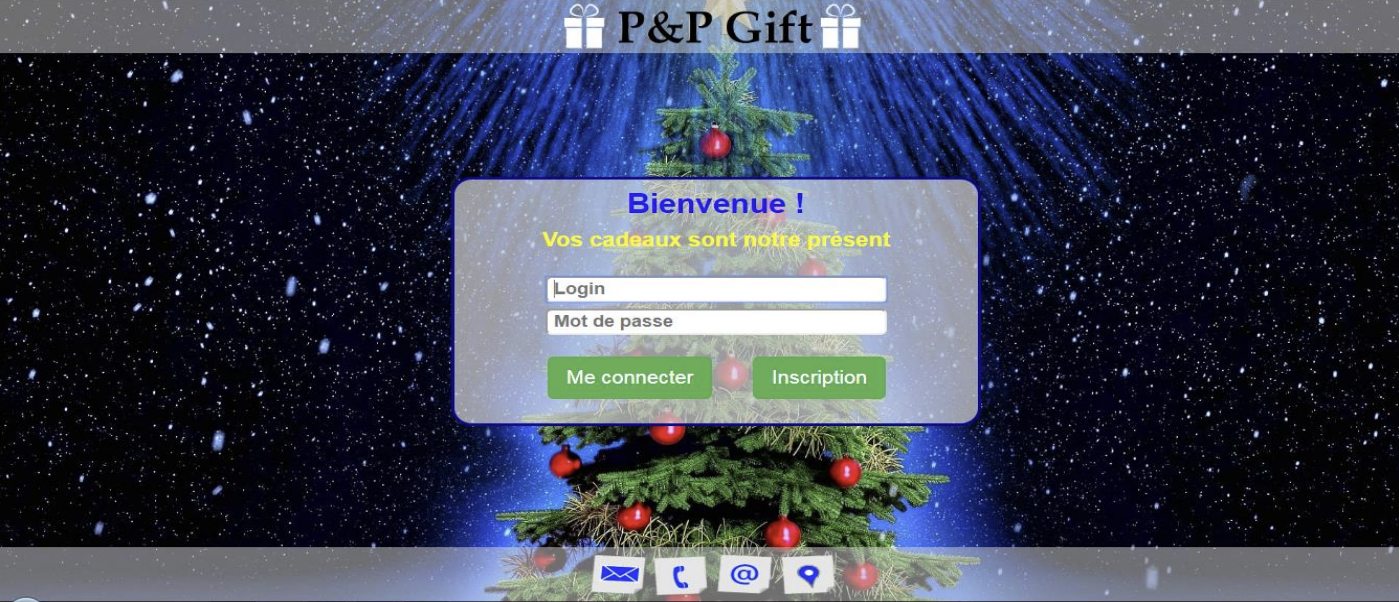 P&P Gift
Bienvenue !
Vos cadeaux sont notre présent
Login
Mot de passe
Me connecter
Inscription
@